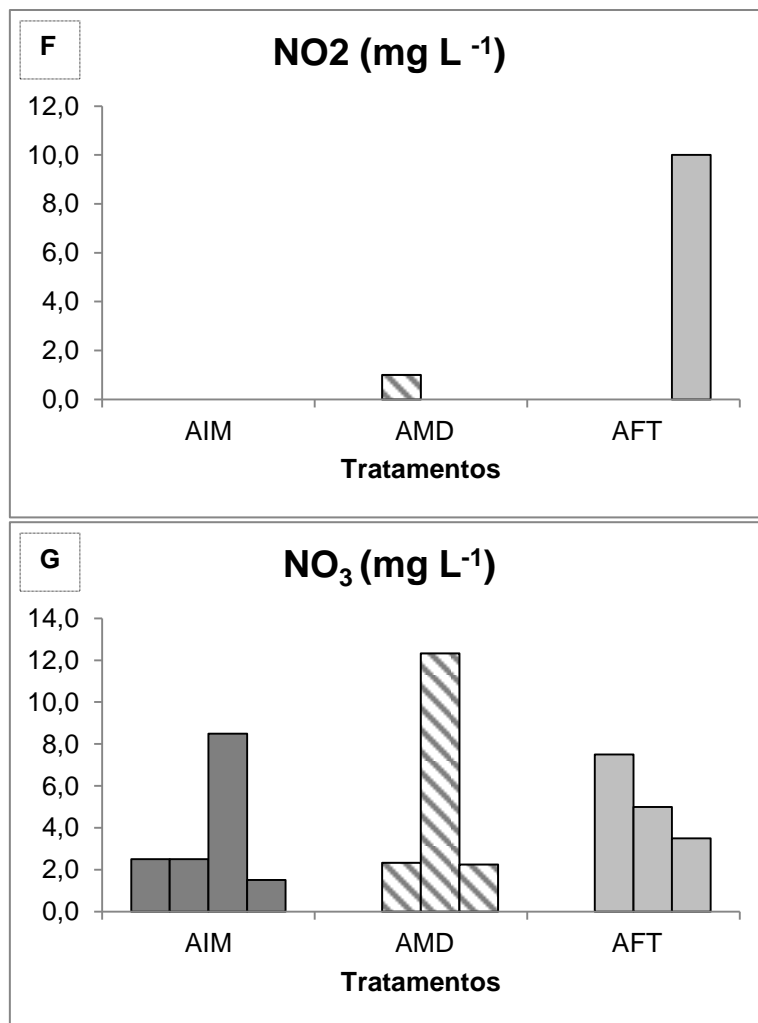 F
NO2 (mg L -1)
12,0
10,0
8,0
6,0
4,0
2,0
0,0
AIM AMD AFT
Tratamentos
G
NO3 (mg L-1)
14,0
12,0
10,0
8,0
6,0
4,0
2,0
0,0
AIM AMD AFT
Tratamentos